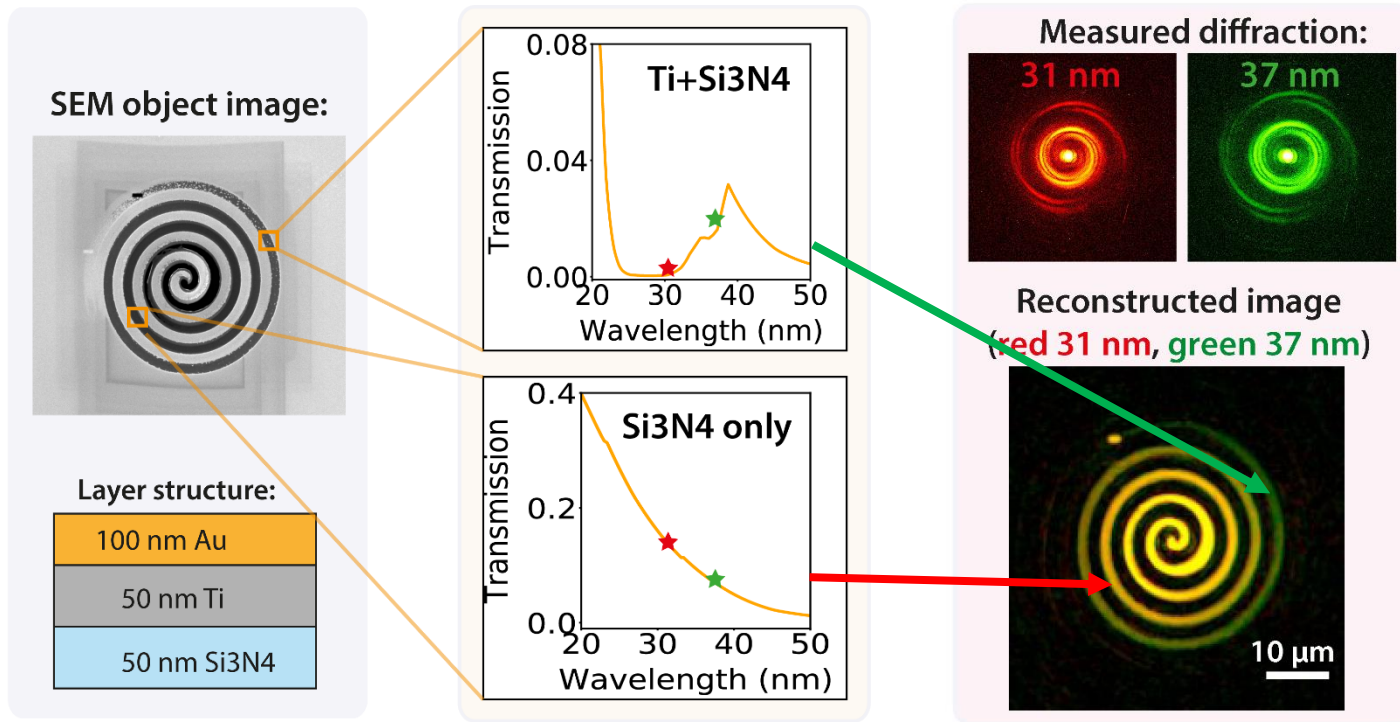 SEM object image:
Layer structure:
100 nm Au
50 nm Ti
50 nm Si3N4
Ti+Si3N4
Transmission
0.08
0.04
0.00
20 30 40 50
Wavelength (nm)
Si3N4 only
Transmission
0.4
0.2
0.0
20 30 40 50
Wavelength (nm)
Measured diffraction:
31 nm
37 nm
Reconstructed image
(red 31 nm, green 37 nm)
10 µm